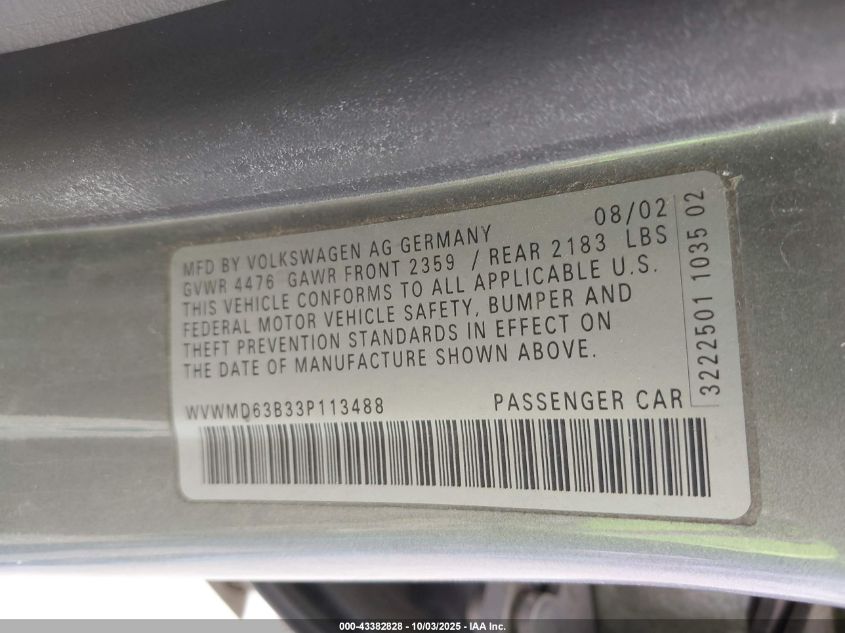 08/02
MFD BY VOLKSWAGEN AG GERMANY
GVWR 4476 GAWR FRONT 2359 / REAR 2183 LBS
THIS VEHICLE CONFORMS TO ALL APPLICABLE U.S.
FEDERAL MOTOR VEHICLE SAFETY, BUMPER AND
THEFT PREVENTION STANDARDS IN EFFECT ON
THE DATE OF MANUFACTURE SHOWN ABOVE.
WVWMD63B33P113488 PASSENGER CAR
3222501 1035 02
000-43382828 - 10/03/2025 - IAA Inc.